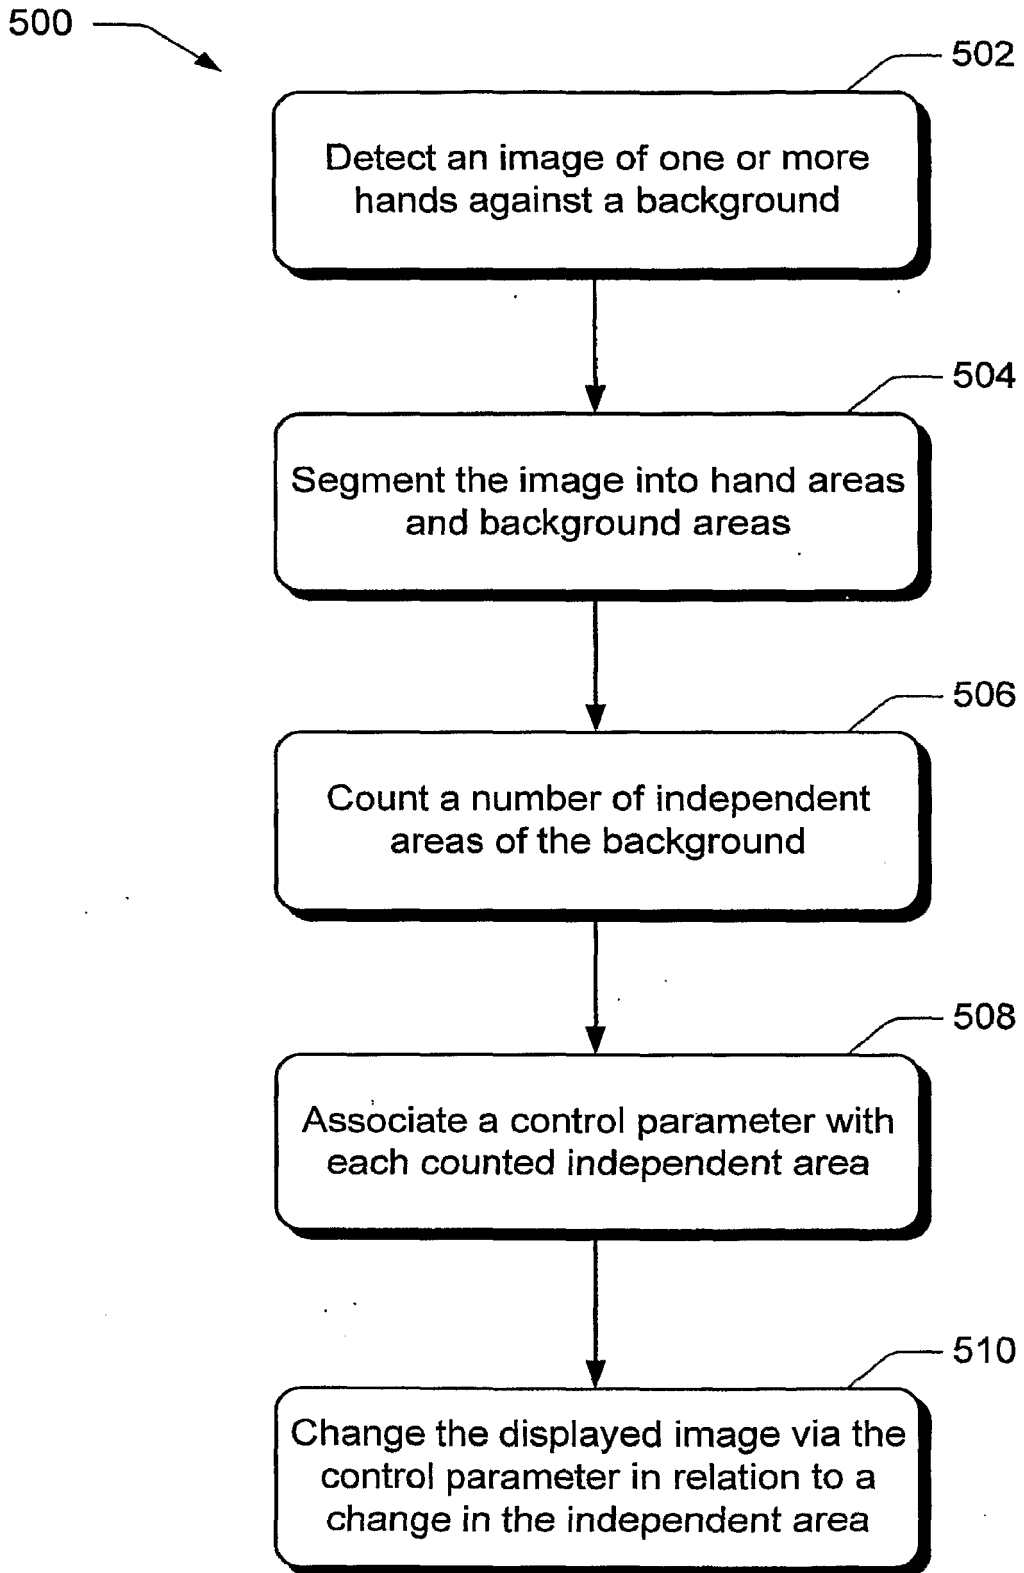 500
502
Detect an image of one or more
hands against a background
504
Segment the image into hand areas
and background areas
506
Count a number of independent
areas of the background
508
Associate a control parameter with
each counted independent area
510
Change the displayed image via the
control parameter in relation to a
change in the independent area